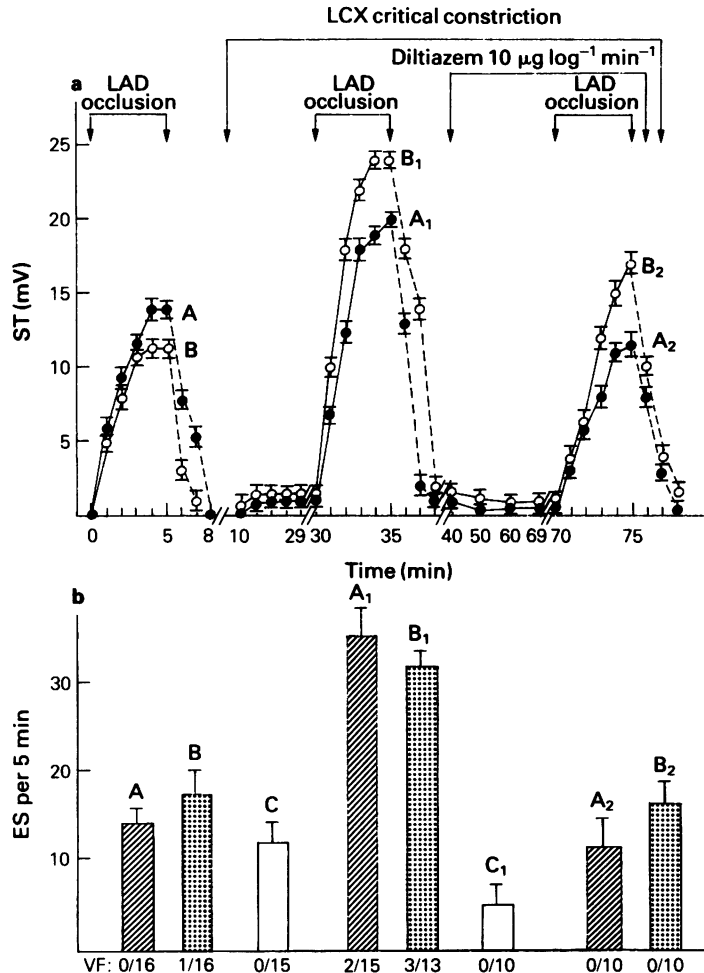 LCX critical constriction
Diltiazem 10 µg log⁻¹ min⁻¹
a
LAD occlusion
LAD occlusion
LAD occlusion
ST (mV)
25
20
15
10
5
A
B
B₁
A₁
B₂
A₂
0 5 8 10 29 30 35 40 50 60 69 70 75
Time (min)
b
ES per 5 min
30
20
10
A
B
C
A₁
B₁
C₁
A₂
B₂
VF: 0/16 1/16 0/15 2/15 3/13 0/10 0/10 0/10